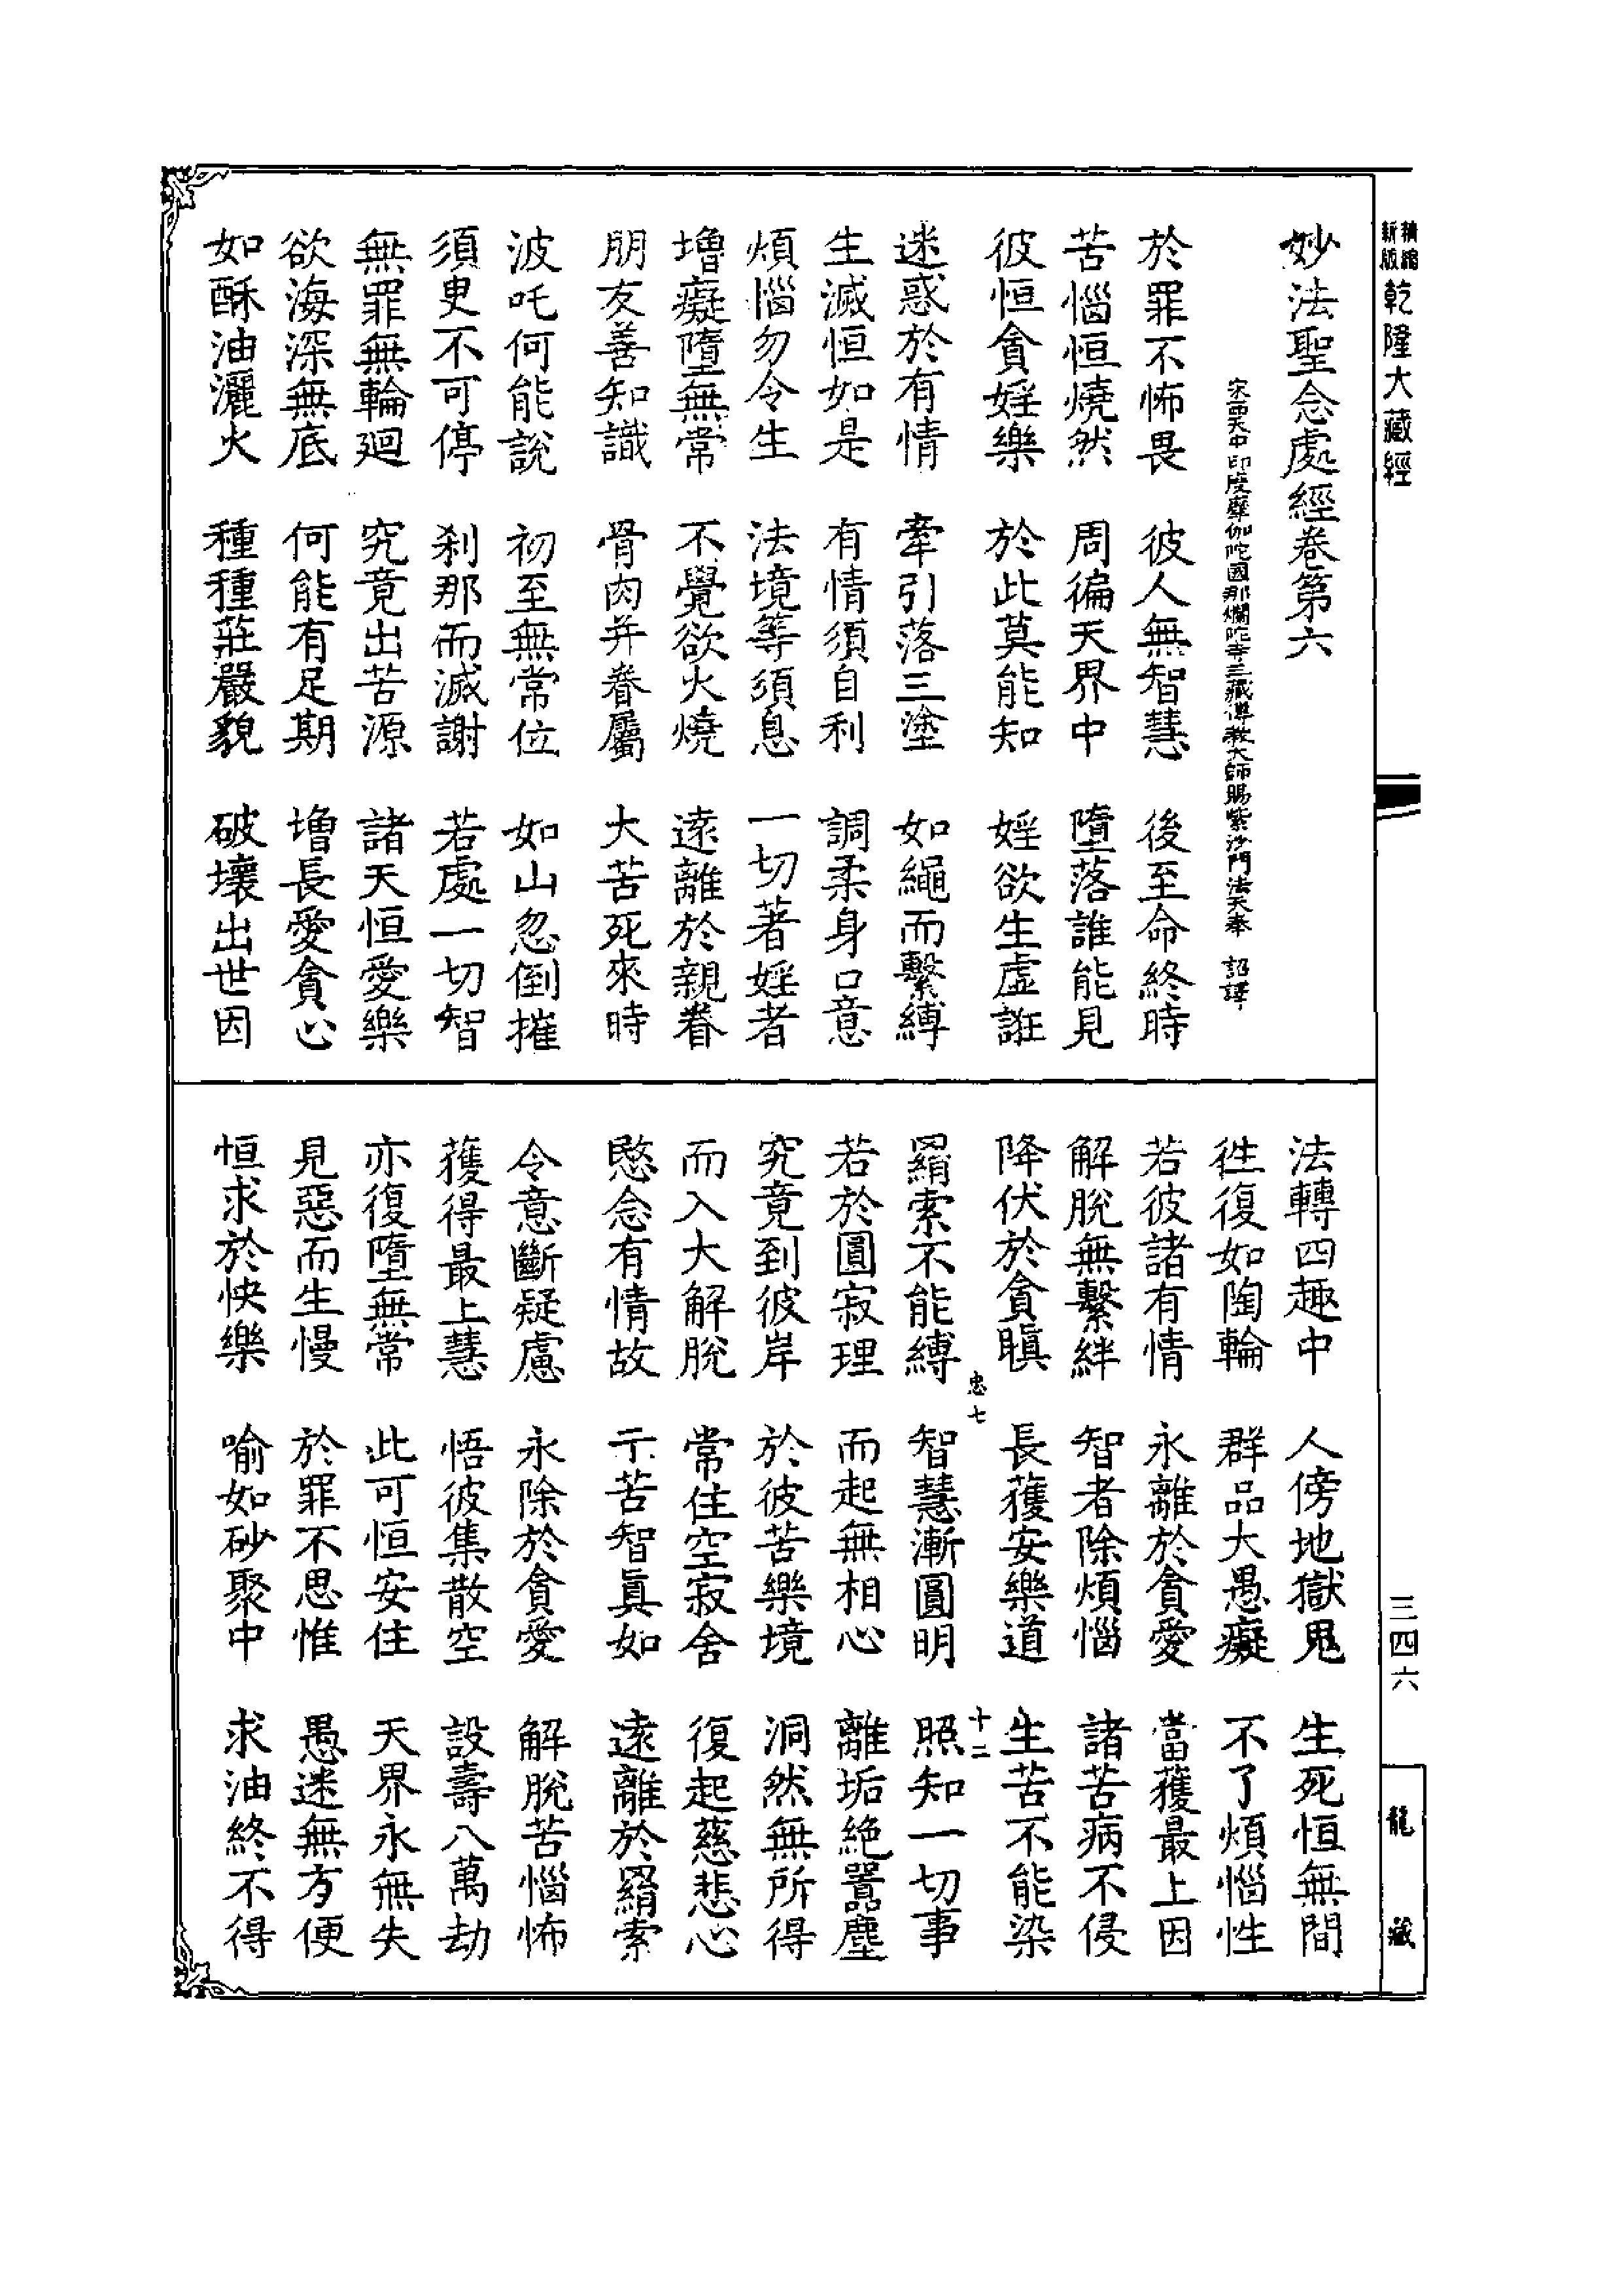 精縮新版乾隆大藏經
妙法聖念處經卷第六
宋西天中印度摩伽陀國那爛陀寺三藏傳教大師賜紫沙門法天奉 詔譯
於罪不怖畏 彼人無智慧 後至命終時
苦惱恒燒然 周徧天界中 墮落誰能見
彼恒貪婬樂 於此莫能知 婬欲生虛誑
迷惑於有情 牽引落三塗 如繩而繫縛
生滅恒如是 有情須自利 調柔身口意
煩惱勿令生 法境等須息 一切著婬者
增癡墮無常 不覺欲火燒 遠離於親眷
朋友善知識 骨肉并眷屬 大苦死來時
波吒何能說 初至無常位 如山忽倒摧
須臾不可停 剎那而滅謝 若處一切智
無罪無輪迴 究竟出苦源 諸天恒愛樂
欲海深無底 何能有足期 增長愛貪心
如酥油灑火 種種莊嚴貌 破壞出世因
法轉四趣中 人傍地獄鬼 生死恒無間
徃復如陶輪 群品大愚癡 不了煩惱性
若彼諸有情 永離於貪愛 當獲最上因
解脫無繫絆 智者除煩惱 諸苦病不侵
降伏於貪瞋 長獲安樂道 生苦不能染
忠七 十二
羂索不能縛 智慧漸圓明 照知一切事
若於圓寂理 而起無相心 離垢絕囂塵
究竟到彼岸 於彼苦樂境 洞然無所得
而入大解脫 常住空寂舍 復起慈悲心
愍念有情故 示苦智眞如 遠離於羂索
令意斷疑慮 永除於貪愛 解脫苦惱怖
獲得最上慧 悟彼集散空 設壽八萬劫
亦復墮無常 此可恒安住 天界永無失
見惡而生慢 於罪不思惟 愚迷無方便
恒求於快樂 喻如砂聚中 求油終不得
三四六
龍藏